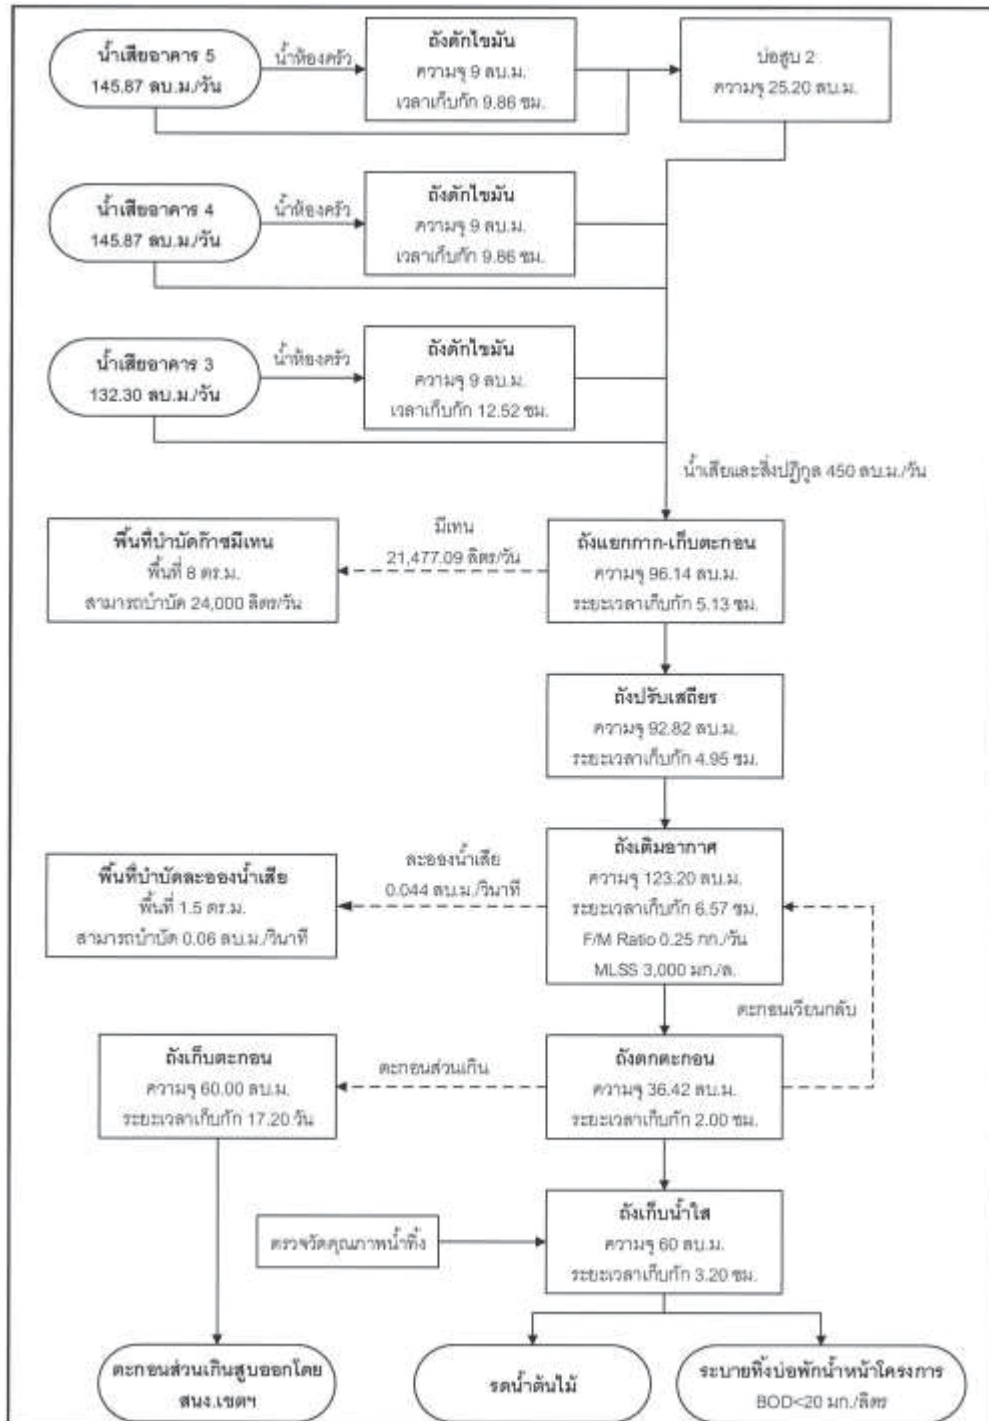 น้ำเสียอาคาร 5
145.87 ลบ.ม./วัน
น้ำห้องครัว
ถังดักไขมัน
ความจุ 9 ลบ.ม.
เวลาเก็บกัก 9.86 ชม.
บ่อสูบ 2
ความจุ 25.20 ลบ.ม.
น้ำเสียอาคาร 4
145.87 ลบ.ม./วัน
น้ำห้องครัว
ถังดักไขมัน
ความจุ 9 ลบ.ม.
เวลาเก็บกัก 9.86 ชม.
น้ำเสียอาคาร 3
132.30 ลบ.ม./วัน
น้ำห้องครัว
ถังดักไขมัน
ความจุ 9 ลบ.ม.
เวลาเก็บกัก 12.52 ชม.
น้ำเสียและสิ่งปฏิกูล 450 ลบ.ม./วัน
พื้นที่บำบัดก๊าซมีเทน
พื้นที่ 8 ตร.ม.
สามารถบำบัด 24,000 ลิตร/วัน
มีเทน
21,477.09 ลิตร/วัน
ถังแยกกาก-เก็บตะกอน
ความจุ 96.14 ลบ.ม.
ระยะเวลาเก็บกัก 5.13 ชม.
ถังปรับเสถียร
ความจุ 92.82 ลบ.ม.
ระยะเวลาเก็บกัก 4.95 ชม.
พื้นที่บำบัดละอองน้ำเสีย
พื้นที่ 1.5 ตร.ม.
สามารถบำบัด 0.06 ลบ.ม./วินาที
ละอองน้ำเสีย
0.044 ลบ.ม./วินาที
ถังเติมอากาศ
ความจุ 123.20 ลบ.ม.
ระยะเวลาเก็บกัก 6.57 ชม.
F/M Ratio 0.25 กก./วัน
MLSS 3,000 มก./ล.
ตะกอนเวียนกลับ
ถังเก็บตะกอน
ความจุ 60.00 ลบ.ม.
ระยะเวลาเก็บกัก 17.20 วัน
ตะกอนส่วนเกิน
ถังตกตะกอน
ความจุ 36.42 ลบ.ม.
ระยะเวลาเก็บกัก 2.00 ชม.
ตรวจวัดคุณภาพน้ำทิ้ง
ถังเก็บน้ำใส
ความจุ 60 ลบ.ม.
ระยะเวลาเก็บกัก 3.20 ชม.
ตะกอนส่วนเกินสูบออกโดย
สนง.เขตฯ
รดน้ำต้นไม้
ระบายทิ้งบ่อพักน้ำหน้าโครงการ
BOD<20 มก./ลิตร